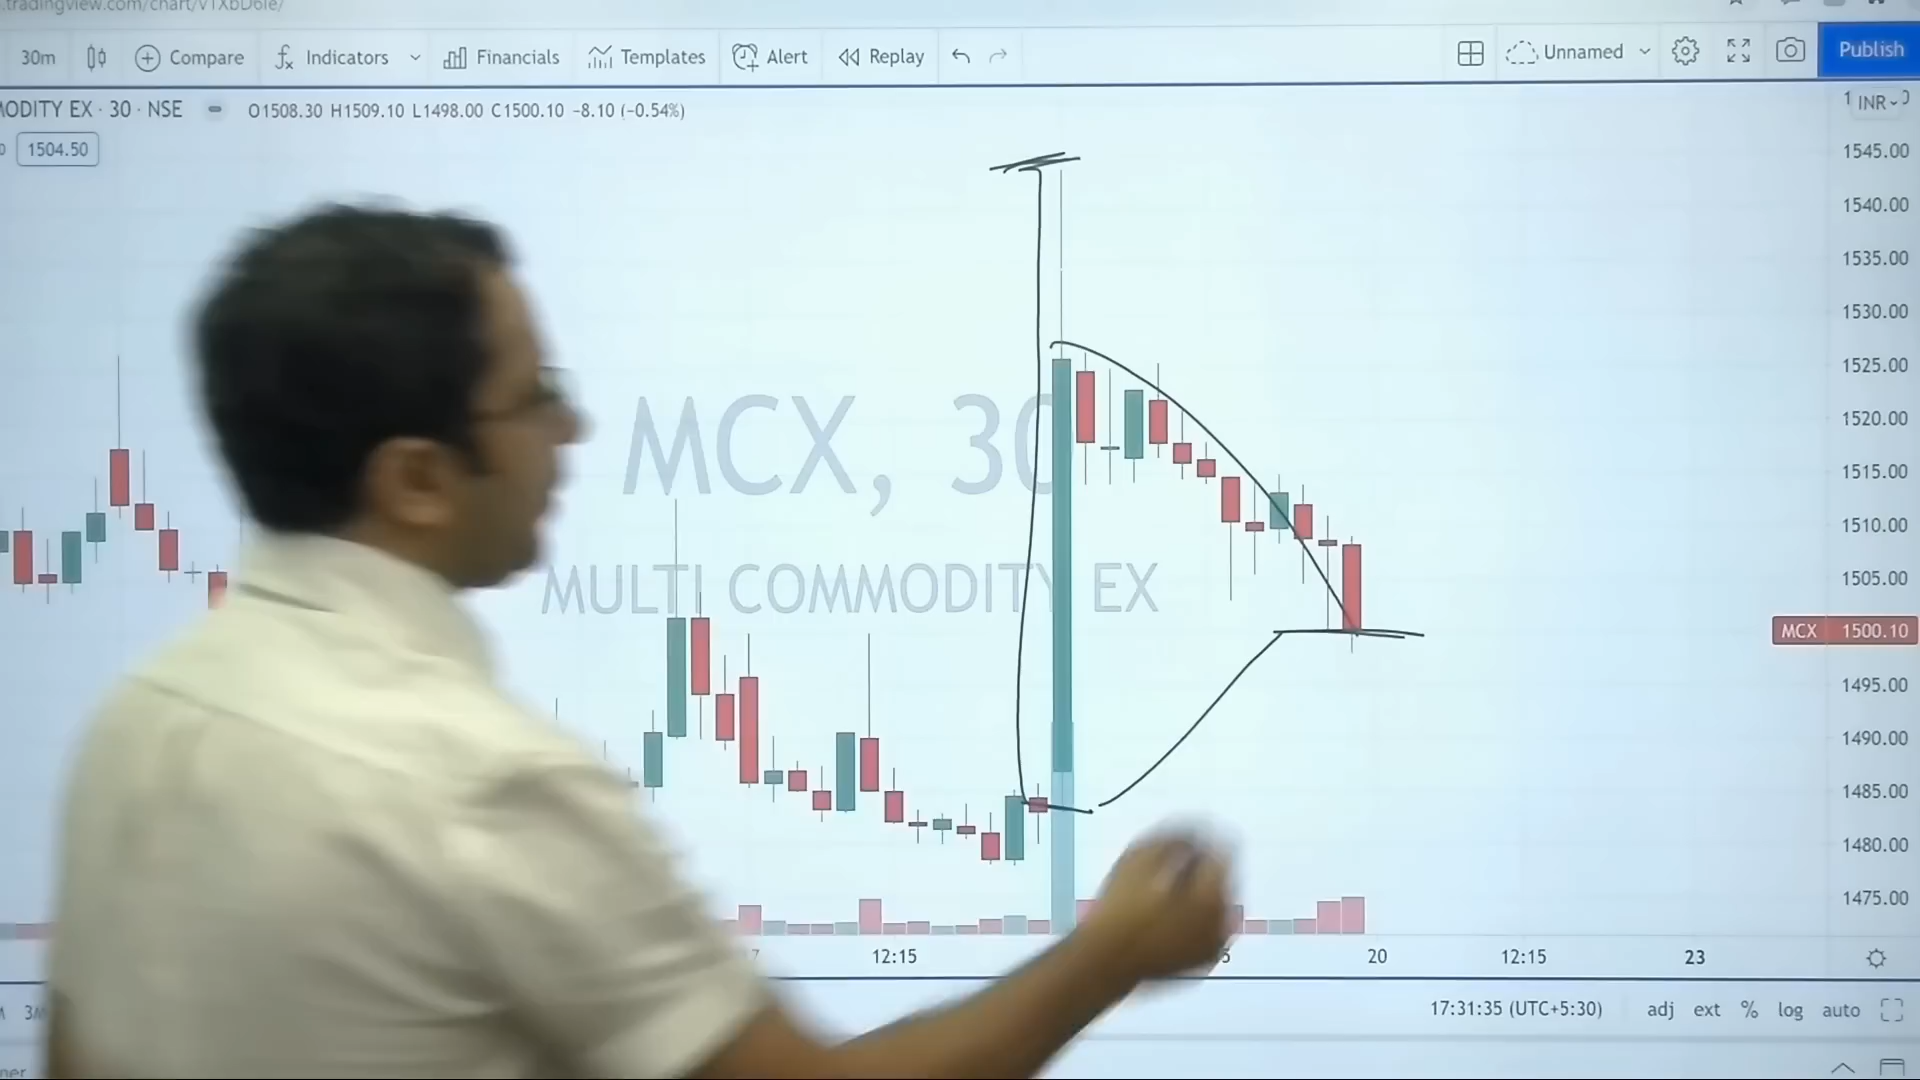 .tradingview.com/chart/v1XbD6le/
30m Compare Indicators Financials Templates Alert Replay Unnamed Publish
MODITY EX · 30 · NSE O1508.30 H1509.10 L1498.00 C1500.10 −8.10 (−0.54%)
INR
1504.50
1545.00
1540.00
1535.00
1530.00
1525.00
1520.00
1515.00
1510.00
1505.00
MCX 1500.10
1495.00
1490.00
1485.00
1480.00
1475.00
MCX, 30
MULTI COMMODITY EX
12:15 20 12:15 23
17:31:35 (UTC+5:30) adj ext % log auto